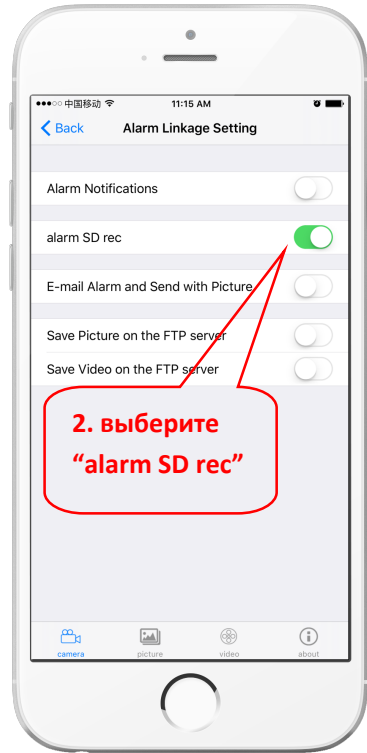 中国移动 11:15 AM
Back Alarm Linkage Setting
Alarm Notifications
alarm SD rec
E-mail Alarm and Send with Picture
Save Picture on the FTP server
Save Video on the FTP server
2. выберите
“alarm SD rec”
camera picture video about